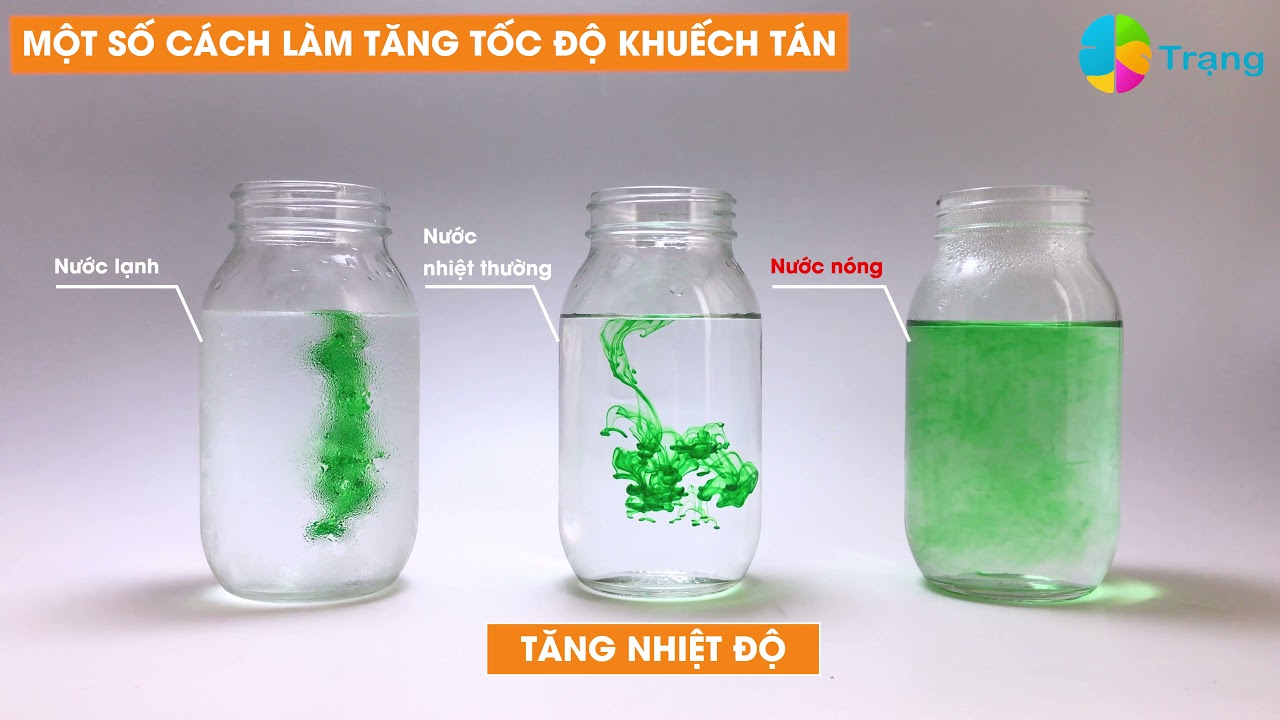 MỘT SỐ CÁCH LÀM TĂNG TỐC ĐỘ KHUẾCH TÁN
Trạng
Nước lạnh
Nước
nhiệt thường
Nước nóng
TĂNG NHIỆT ĐỘ